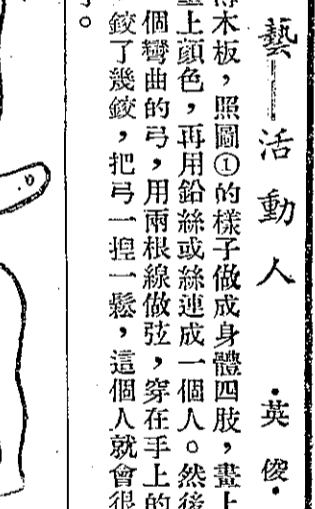 藝——活動人 ·英俊·
木板，照圖①的樣子做成身體四肢，畫上
上顔色，再用鉛絲或絲連成一個人。然後
個彎曲的弓，用兩根線做弦，穿在手上的
鉸了幾鉸，把弓一揑一鬆，這個人就會很
。